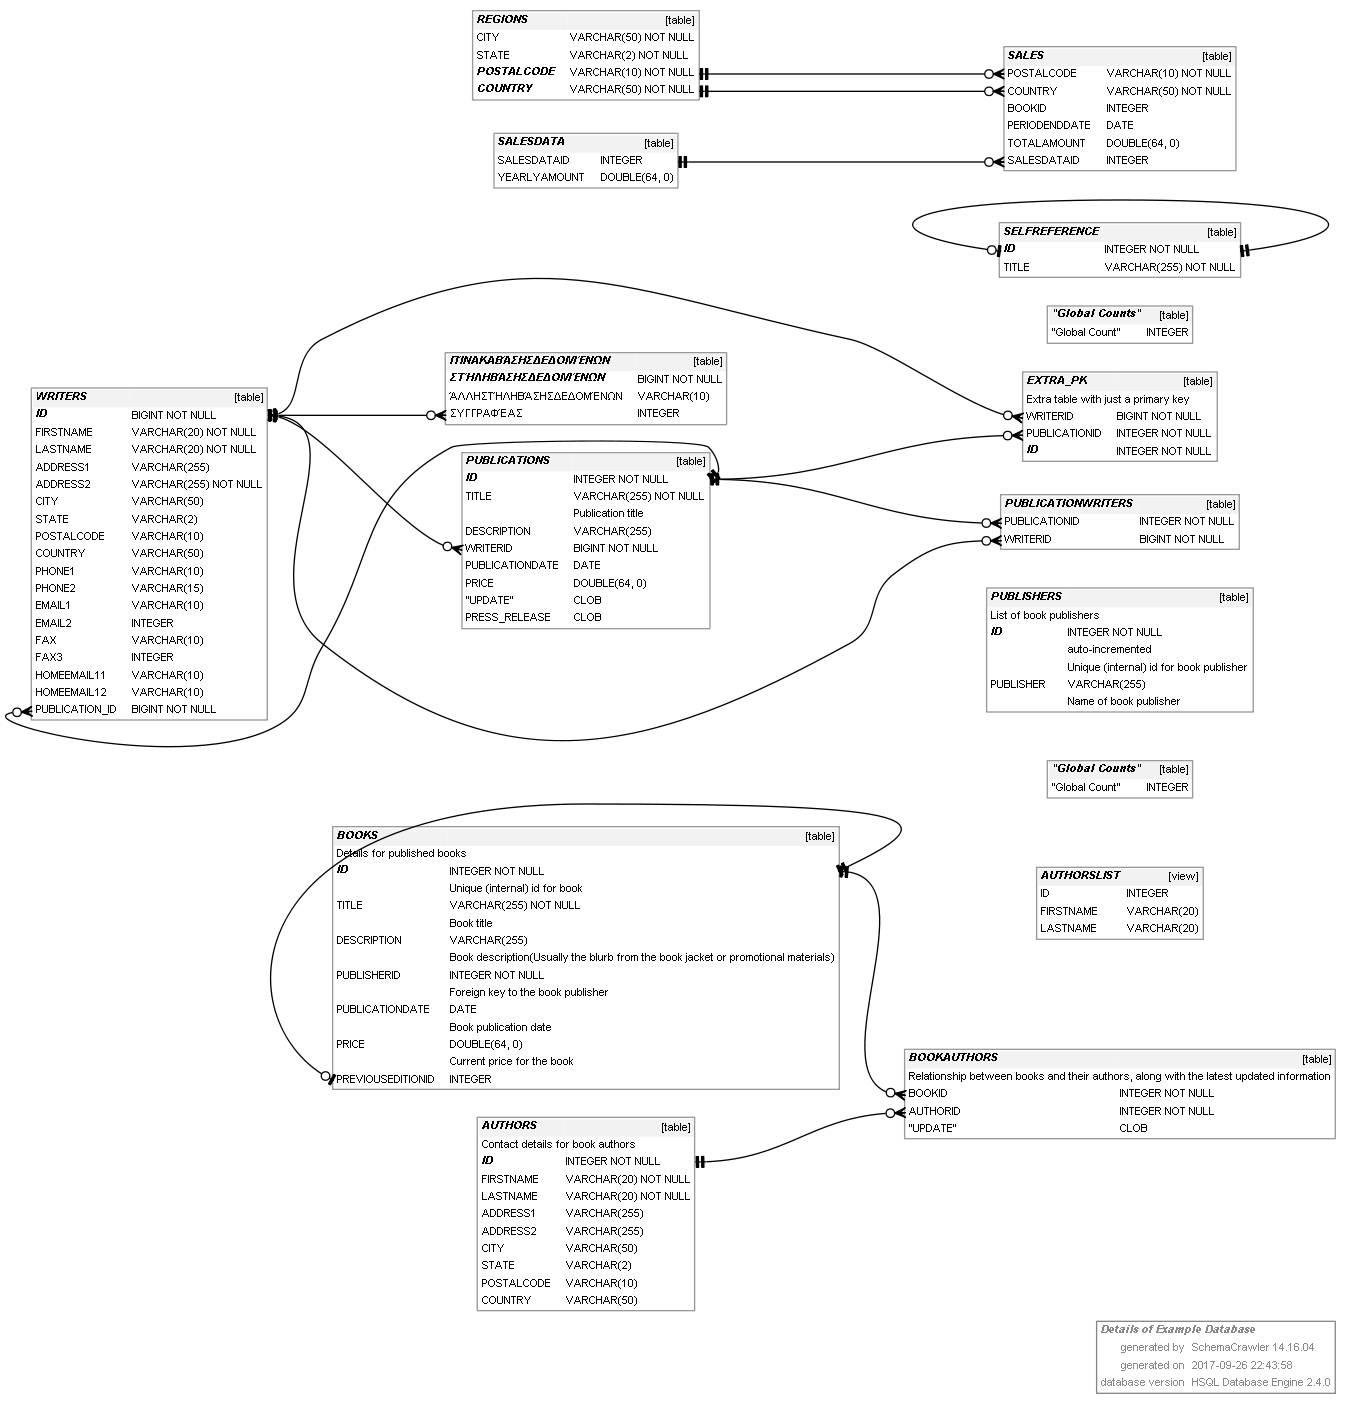 REGIONS [table]
CITY VARCHAR(50) NOT NULL
STATE VARCHAR(2) NOT NULL
POSTALCODE VARCHAR(10) NOT NULL
COUNTRY VARCHAR(50) NOT NULL
SALES [table]
POSTALCODE VARCHAR(10) NOT NULL
COUNTRY VARCHAR(50) NOT NULL
BOOKID INTEGER
PERIODENDDATE DATE
TOTALAMOUNT DOUBLE(64, 0)
SALESDATAID INTEGER
SALESDATA [table]
SALESDATAID INTEGER
YEARLYAMOUNT DOUBLE(64, 0)
SELFREFERENCE [table]
ID INTEGER NOT NULL
TITLE VARCHAR(255) NOT NULL
"Global Counts" [table]
"Global Count" INTEGER
ΠΊΝΑΚΑΒΆΣΗΣΔΕΔΟΜΈΝΩΝ [table]
ΣΤΉΛΗΒΆΣΗΣΔΕΔΟΜΈΝΩΝ BIGINT NOT NULL
ΆΛΛΗΣΤΉΛΗΒΆΣΗΣΔΕΔΟΜΈΝΩΝ VARCHAR(10)
ΣΥΓΓΡΑΦΈΑΣ INTEGER
EXTRA_PK [table]
Extra table with just a primary key
WRITERID BIGINT NOT NULL
PUBLICATIONID INTEGER NOT NULL
ID INTEGER NOT NULL
WRITERS [table]
ID BIGINT NOT NULL
FIRSTNAME VARCHAR(20) NOT NULL
LASTNAME VARCHAR(20) NOT NULL
ADDRESS1 VARCHAR(255)
ADDRESS2 VARCHAR(255) NOT NULL
CITY VARCHAR(50)
STATE VARCHAR(2)
POSTALCODE VARCHAR(10)
COUNTRY VARCHAR(50)
PHONE1 VARCHAR(10)
PHONE2 VARCHAR(15)
EMAIL1 VARCHAR(10)
EMAIL2 INTEGER
FAX VARCHAR(10)
FAX3 INTEGER
HOMEEMAIL11 VARCHAR(10)
HOMEEMAIL12 VARCHAR(10)
PUBLICATION_ID BIGINT NOT NULL
PUBLICATIONS [table]
ID INTEGER NOT NULL
TITLE VARCHAR(255) NOT NULL
Publication title
DESCRIPTION VARCHAR(255)
WRITERID BIGINT NOT NULL
PUBLICATIONDATE DATE
PRICE DOUBLE(64, 0)
"UPDATE" CLOB
PRESS_RELEASE CLOB
PUBLICATIONWRITERS [table]
PUBLICATIONID INTEGER NOT NULL
WRITERID BIGINT NOT NULL
PUBLISHERS [table]
List of book publishers
ID INTEGER NOT NULL
auto-incremented
Unique (internal) id for book publisher
PUBLISHER VARCHAR(255)
Name of book publisher
"Global Counts" [table]
"Global Count" INTEGER
BOOKS [table]
Details for published books
ID INTEGER NOT NULL
Unique (internal) id for book
TITLE VARCHAR(255) NOT NULL
Book title
DESCRIPTION VARCHAR(255)
Book description(Usually the blurb from the book jacket or promotional materials)
PUBLISHERID INTEGER NOT NULL
Foreign key to the book publisher
PUBLICATIONDATE DATE
Book publication date
PRICE DOUBLE(64, 0)
Current price for the book
PREVIOUSEDITIONID INTEGER
AUTHORSLIST [view]
ID INTEGER
FIRSTNAME VARCHAR(20)
LASTNAME VARCHAR(20)
BOOKAUTHORS [table]
Relationship between books and their authors, along with the latest updated information
BOOKID INTEGER NOT NULL
AUTHORID INTEGER NOT NULL
"UPDATE" CLOB
AUTHORS [table]
Contact details for book authors
ID INTEGER NOT NULL
FIRSTNAME VARCHAR(20) NOT NULL
LASTNAME VARCHAR(20) NOT NULL
ADDRESS1 VARCHAR(255)
ADDRESS2 VARCHAR(255)
CITY VARCHAR(50)
STATE VARCHAR(2)
POSTALCODE VARCHAR(10)
COUNTRY VARCHAR(50)
Details of Example Database
generated by SchemaCrawler 14.16.04
generated on 2017-09-26 22:43:58
database version HSQL Database Engine 2.4.0